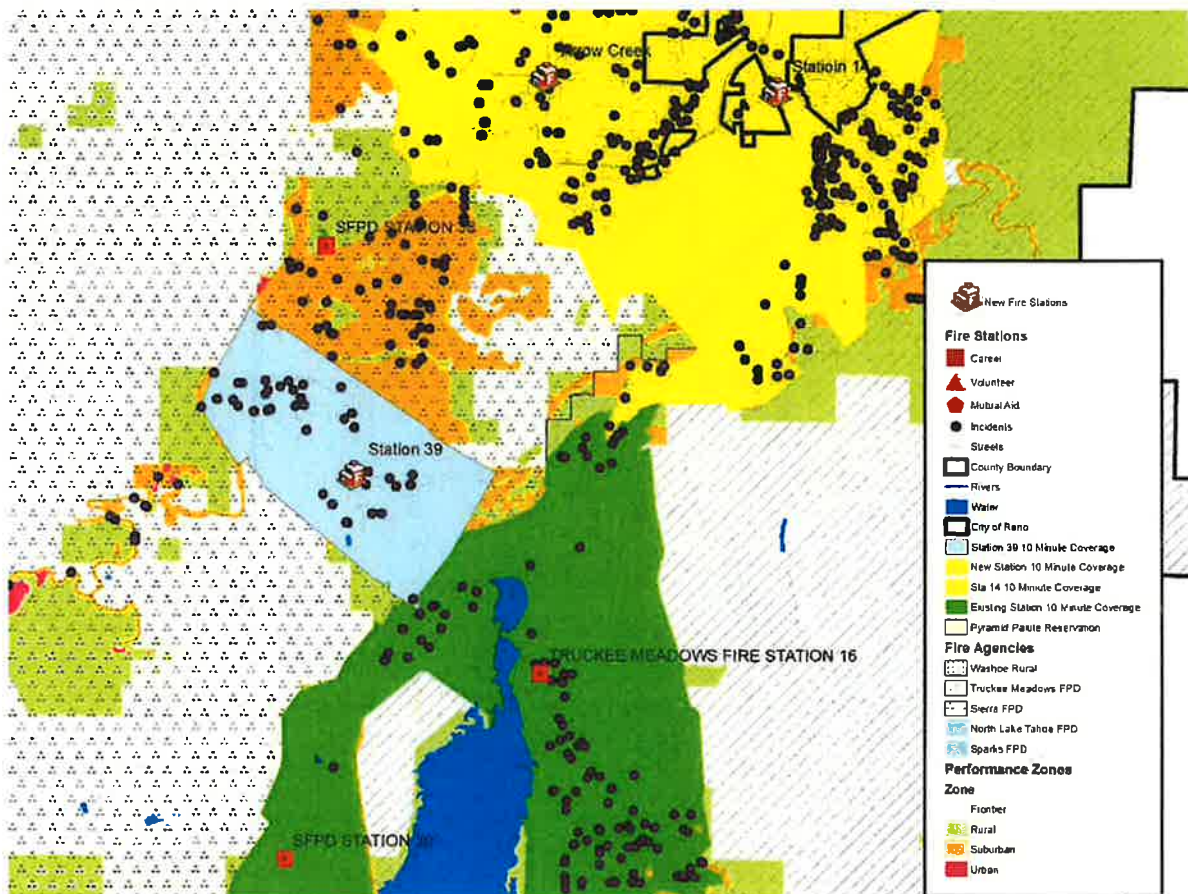 Arrow Creek
Statioin 14
SFPD STATION
Station 39
TRUCKEE MEADOWS FIRE STATION 16
SFPD STATION
New Fire Stations
Fire Stations
Career
Volunteer
Mutual Aid
Incidents
Streets
County Boundary
Rivers
Water
City of Reno
Station 39 10 Minute Coverage
New Station 10 Minute Coverage
Sta 14 10 Minute Coverage
Existing Station 10 Minute Coverage
Pyramid Paiute Reservation
Fire Agencies
Washoe Rural
Truckee Meadows FPD
Sierra FPD
North Lake Tahoe FPD
Sparks FPD
Performance Zones
Zone
Frontier
Rural
Suburban
Urban